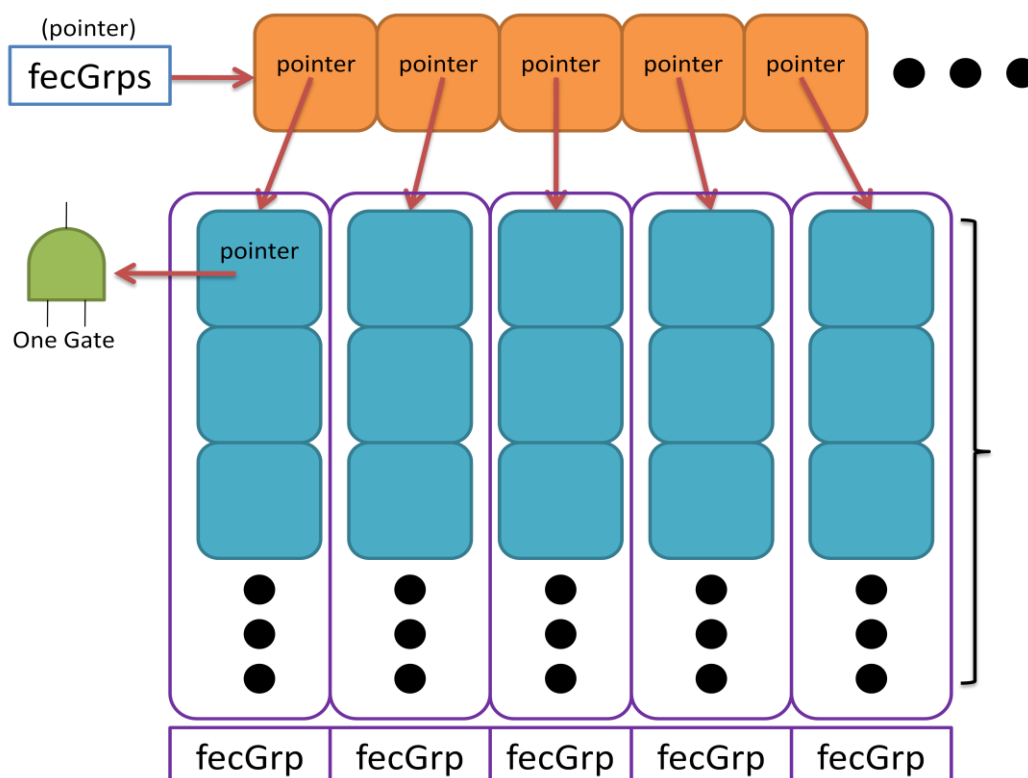 (pointer)
fecGrps
pointer pointer pointer pointer pointer
pointer
One Gate
fecGrp fecGrp fecGrp fecGrp fecGrp